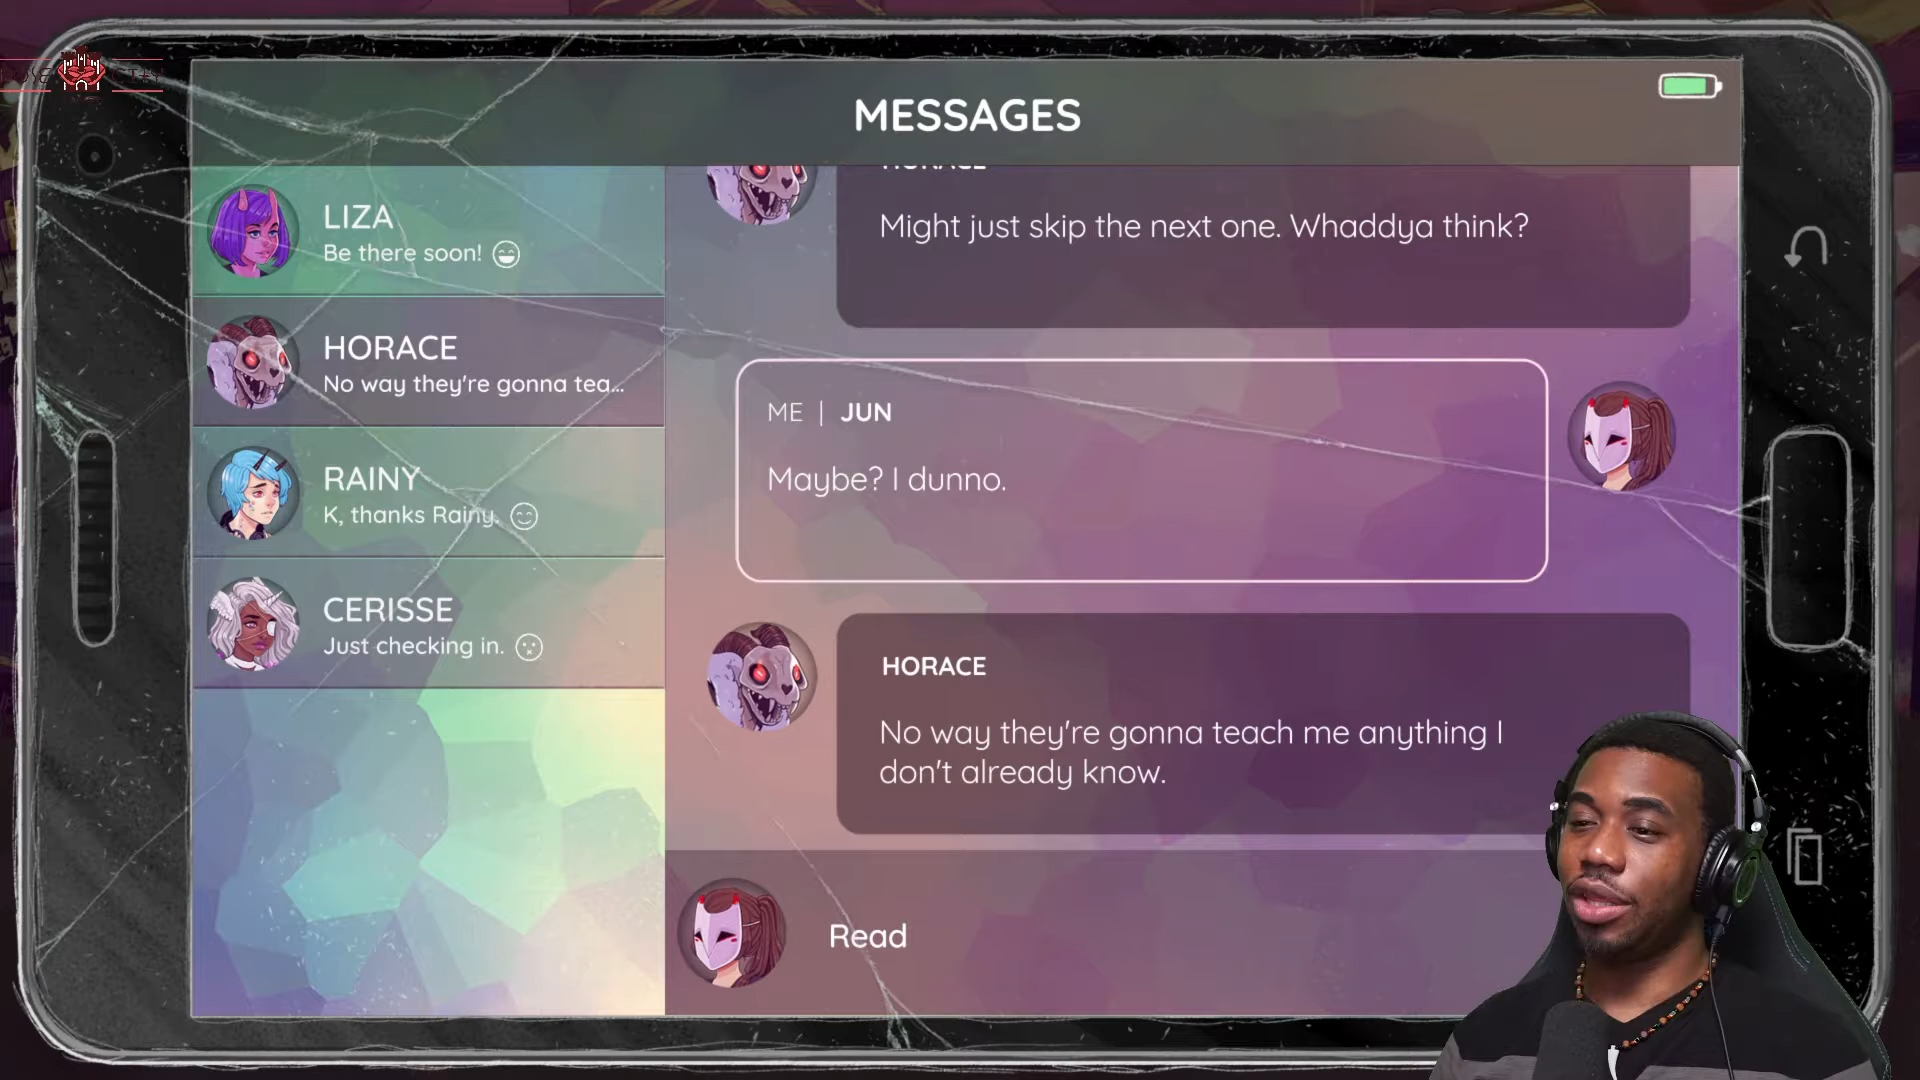 MESSAGES
LIZA
Be there soon!
HORACE
No way they're gonna tea...
RAINY
K, thanks Rainy.
CERISSE
Just checking in.
HORACE
Might just skip the next one. Whaddya think?
ME | JUN
Maybe? I dunno.
HORACE
No way they're gonna teach me anything I
don't already know.
Read